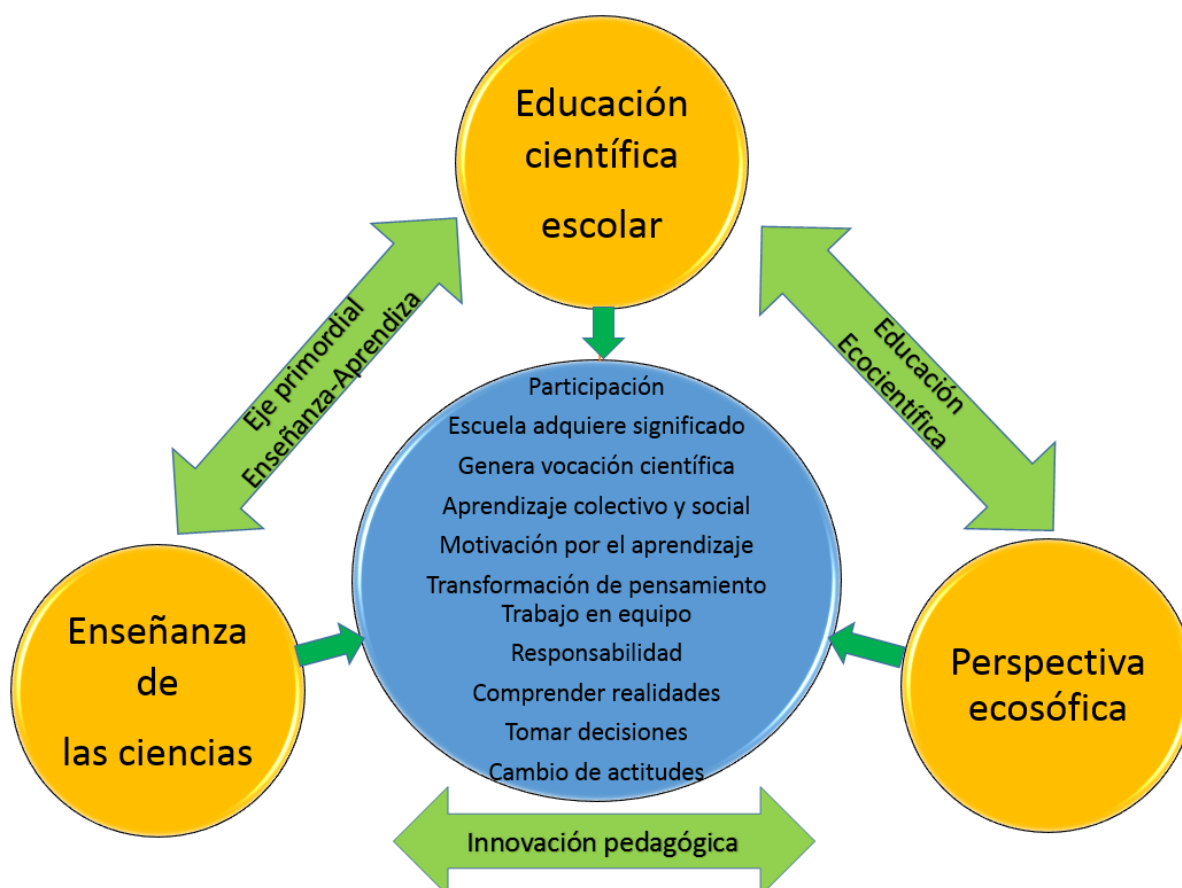 Educación
científica
escolar
Eje primordial
Enseñanza-Aprendiza
Educación
Ecocientífica
Participación
Escuela adquiere significado
Genera vocación científica
Aprendizaje colectivo y social
Motivación por el aprendizaje
Transformación de pensamiento
Trabajo en equipo
Responsabilidad
Comprender realidades
Tomar decisiones
Cambio de actitudes
Enseñanza
de
las ciencias
Perspectiva
ecosófica
Innovación pedagógica